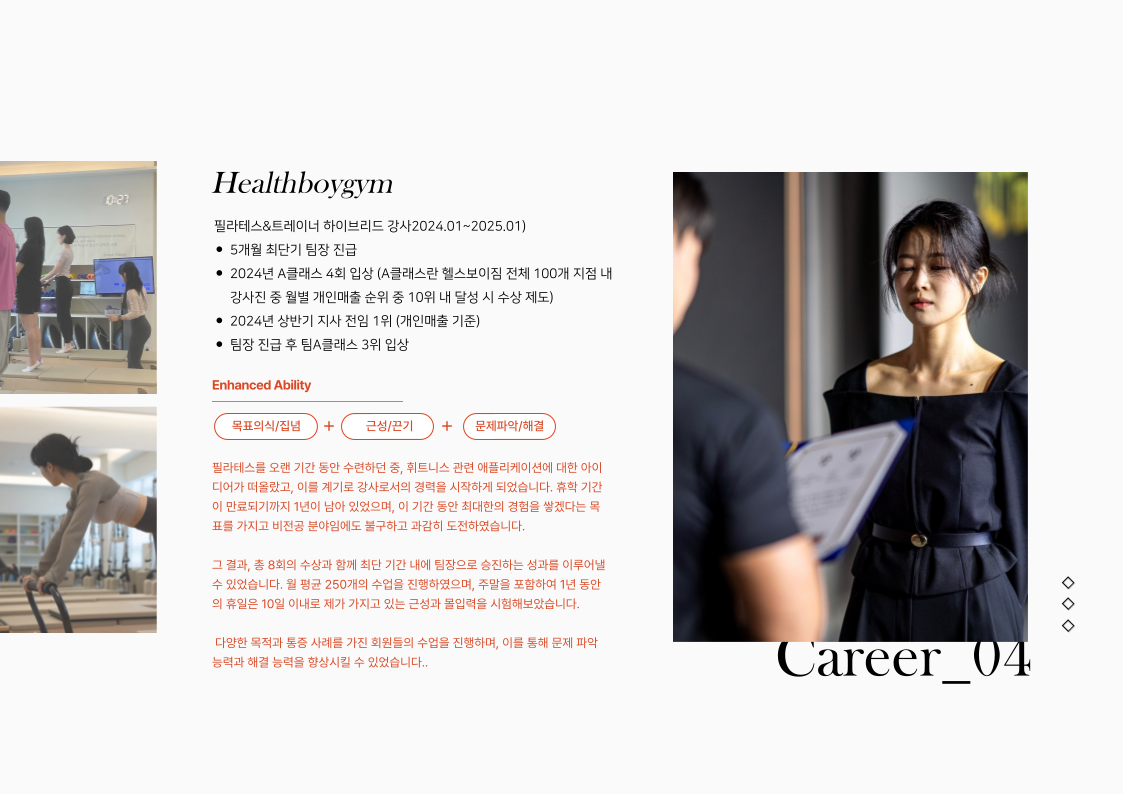 0:27
Healthboygym
필라테스&트레이너 하이브리드 강사2024.01~2025.01)
• 5개월 최단기 팀장 진급
• 2024년 A클래스 4회 입상 (A클래스란 헬스보이짐 전체 100개 지점 내
강사진 중 월별 개인매출 순위 중 10위 내 달성 시 수상 제도)
• 2024년 상반기 지사 전임 1위 (개인매출 기준)
• 팀장 진급 후 팀A클래스 3위 입상
Enhanced Ability
목표의식/집념 + 근성/끈기 + 문제파악/해결
필라테스를 오랜 기간 동안 수련하던 중, 휘트니스 관련 애플리케이션에 대한 아이
디어가 떠올랐고, 이를 계기로 강사로서의 경력을 시작하게 되었습니다. 휴학 기간
이 만료되기까지 1년이 남아 있었으며, 이 기간 동안 최대한의 경험을 쌓겠다는 목
표를 가지고 비전공 분야임에도 불구하고 과감히 도전하였습니다.
그 결과, 총 8회의 수상과 함께 최단 기간 내에 팀장으로 승진하는 성과를 이루어낼
수 있었습니다. 월 평균 250개의 수업을 진행하였으며, 주말을 포함하여 1년 동안
의 휴일은 10일 이내로 제가 가지고 있는 근성과 몰입력을 시험해보았습니다.
다양한 목적과 통증 사례를 가진 회원들의 수업을 진행하며, 이를 통해 문제 파악
능력과 해결 능력을 향상시킬 수 있었습니다..
Career_04